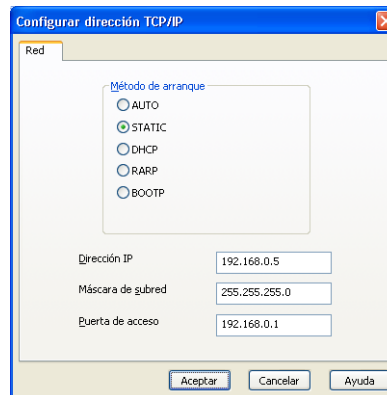 Configurar dirección TCP/IP
Red
Método de arranque
AUTO
STATIC
DHCP
RARP
BOOTP
Dirección IP
192.168.0.5
Máscara de subred
255.255.255.0
Puerta de acceso
192.168.0.1
Aceptar
Cancelar
Ayuda